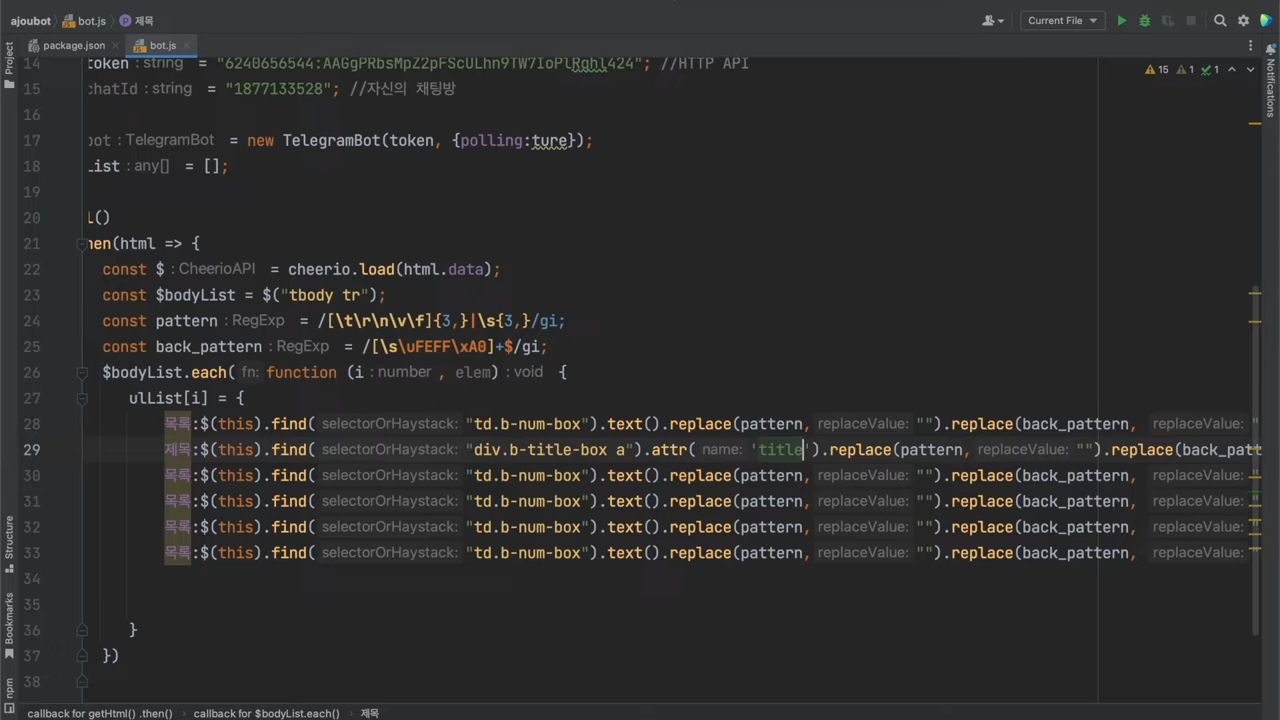 ajoubot bot.js 제목 Current File
package.json bot.js
Project
Notifications
Structure
Bookmarks
npm
15 1 1
14 token : string = "6240656544:AAGgPRbsMpZ2pFScULhn9TW7IoPlRghl424"; //HTTP API
15 chatId : string = "1877133528"; //자신의 채팅방
16
17 bot : TelegramBot = new TelegramBot(token, {polling:ture});
18 List : any[] = [];
19
20 l()
21 hen(html => {
22 const $ : CheerioAPI = cheerio.load(html.data);
23 const $bodyList = $("tbody tr");
24 const pattern : RegExp = /[\t\r\n\v\f]{3,}|\s{3,}/gi;
25 const back_pattern : RegExp = /[\s\uFEFF\xA0]+$/gi;
26 $bodyList.each( fn: function (i : number , elem) : void {
27 ulList[i] = {
28 목록:$(this).find( selectorOrHaystack: "td.b-num-box").text().replace(pattern, replaceValue: "").replace(back_pattern, replaceValue: "
29 제목:$(this).find( selectorOrHaystack: "div.b-title-box a").attr( name: 'title').replace(pattern, replaceValue: "").replace(back_patt
30 목록:$(this).find( selectorOrHaystack: "td.b-num-box").text().replace(pattern, replaceValue: "").replace(back_pattern, replaceValue: "
31 목록:$(this).find( selectorOrHaystack: "td.b-num-box").text().replace(pattern, replaceValue: "").replace(back_pattern, replaceValue: "
32 목록:$(this).find( selectorOrHaystack: "td.b-num-box").text().replace(pattern, replaceValue: "").replace(back_pattern, replaceValue: "
33 목록:$(this).find( selectorOrHaystack: "td.b-num-box").text().replace(pattern, replaceValue: "").replace(back_pattern, replaceValue: "
34
35
36 }
37 })
38
callback for getHtml() .then() callback for $bodyList.each() 제목